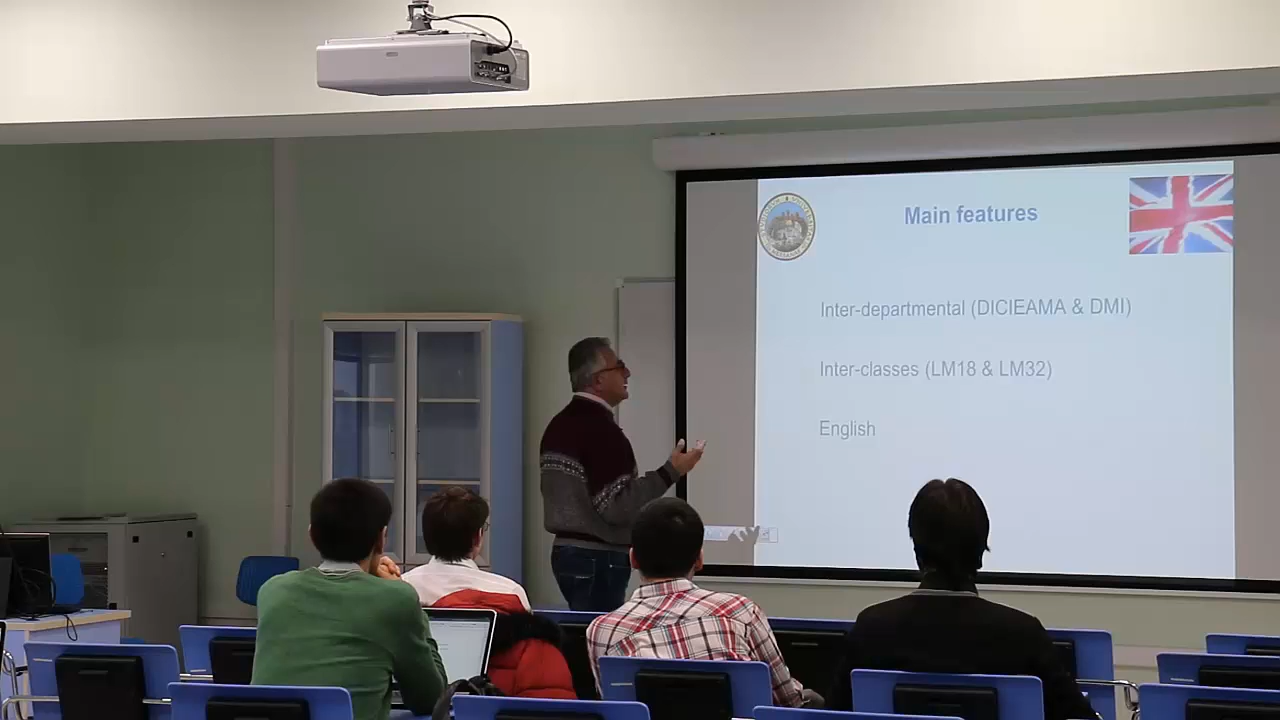 Main features
Inter-departmental (DICIEAMA & DMI)
Inter-classes (LM18 & LM32)
English